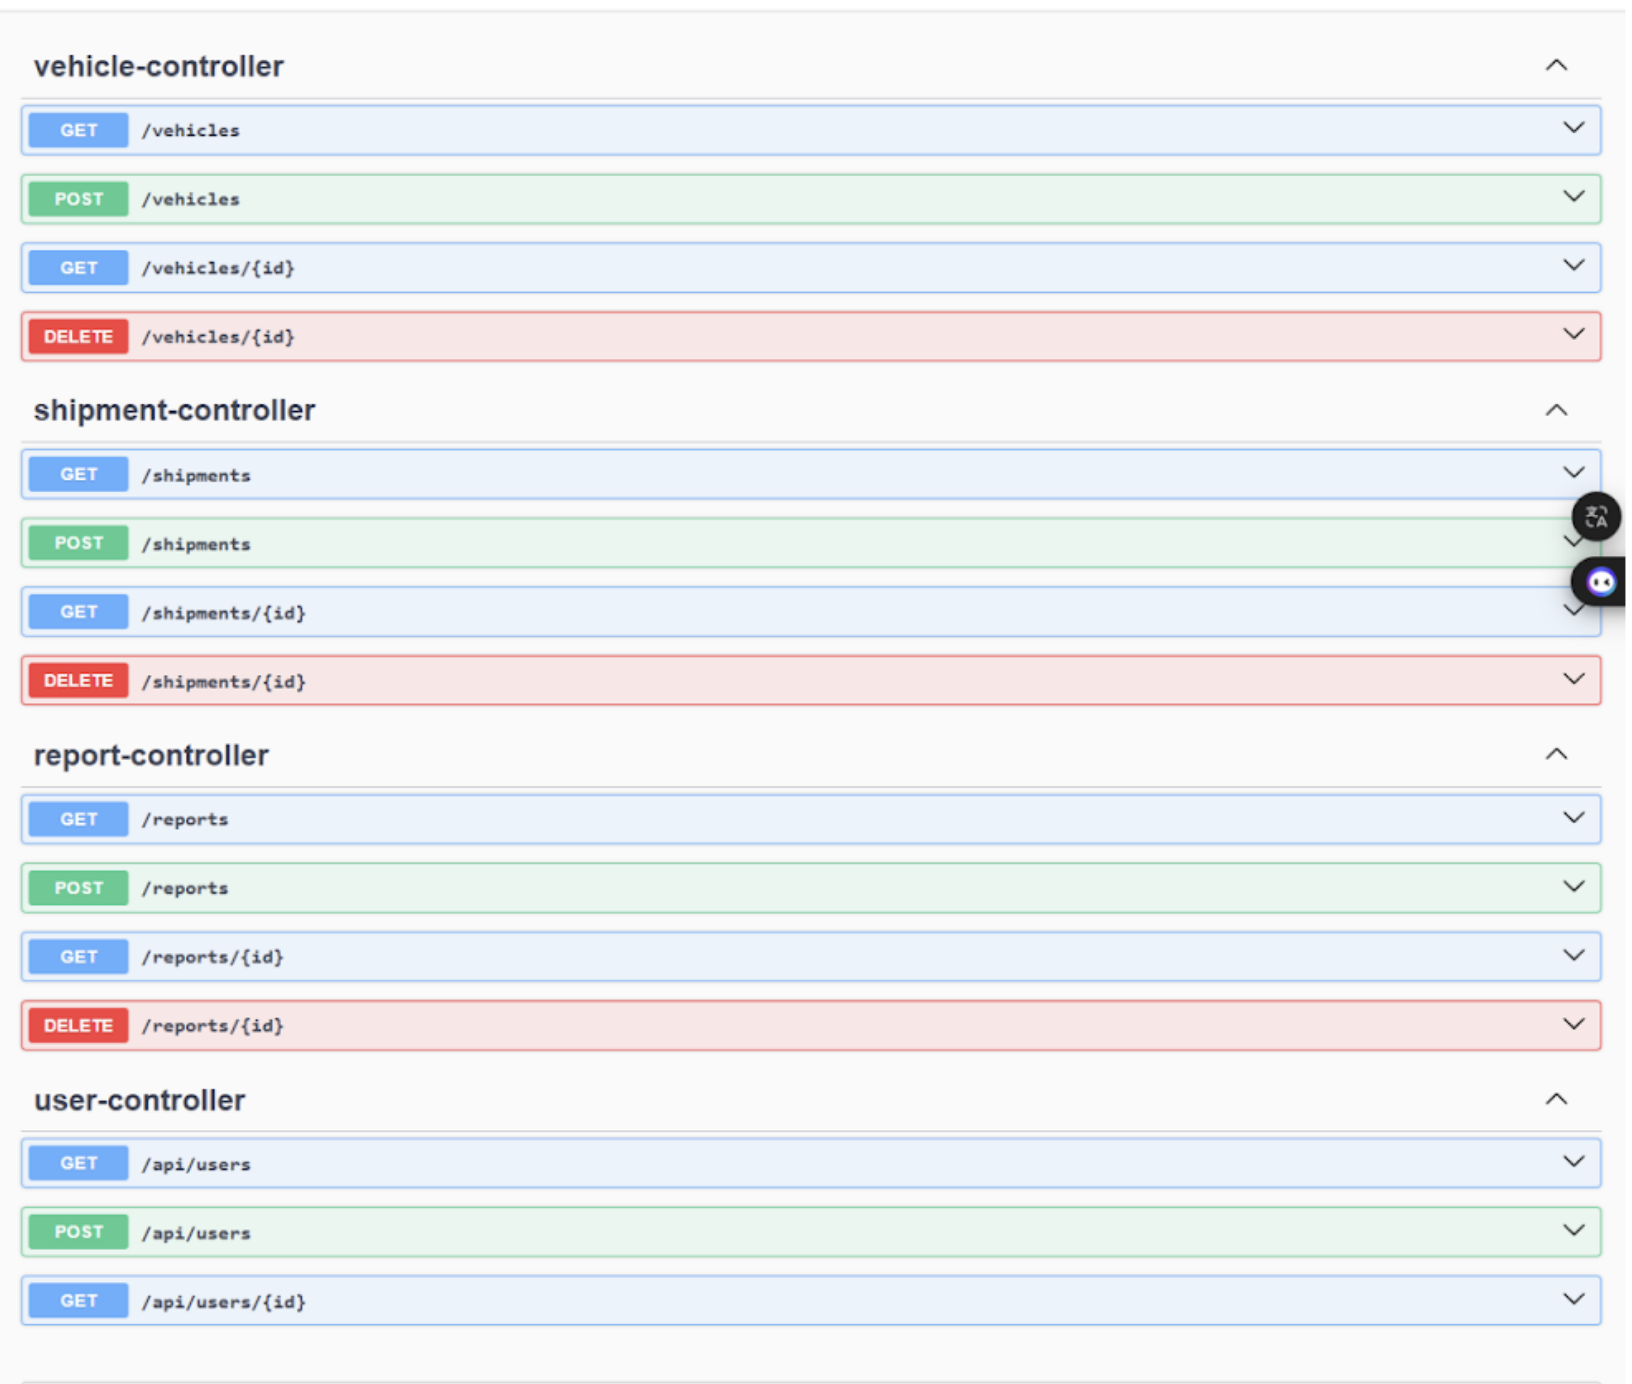 vehicle-controller
GET /vehicles
POST /vehicles
GET /vehicles/{id}
DELETE /vehicles/{id}
shipment-controller
GET /shipments
POST /shipments
GET /shipments/{id}
DELETE /shipments/{id}
report-controller
GET /reports
POST /reports
GET /reports/{id}
DELETE /reports/{id}
user-controller
GET /api/users
POST /api/users
GET /api/users/{id}